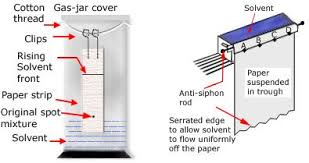 Cotton thread
Gas-jar cover
Clips
Rising
Solvent
front
Paper strip
Original spot
mixture
Solvent
Solvent
A B C D
Anti-siphon
rod
Paper
suspended
in trough
Serrated edge
to allow solvent
to flow uniformly
off the paper